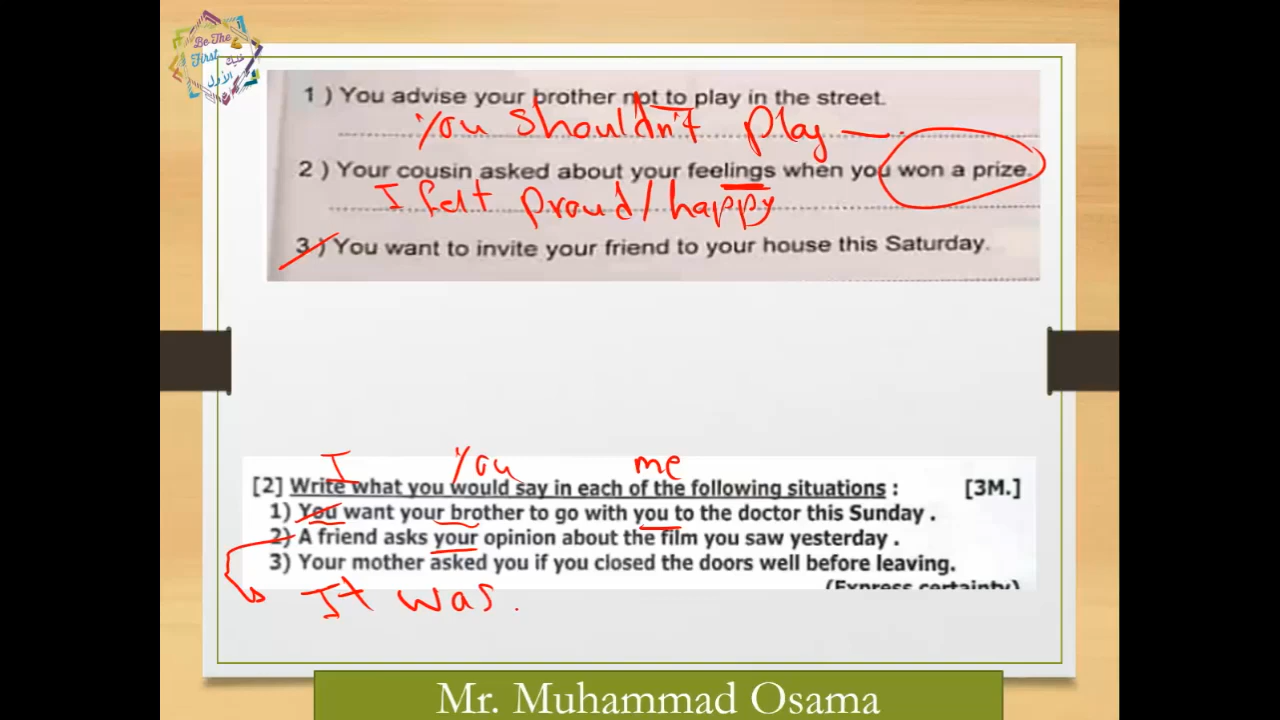 Be The
First
خليك
الأول
1 ) You advise your brother not to play in the street.
You shouldn't play
2 ) Your cousin asked about your feelings when you won a prize.
I felt proud/happy
3 ) You want to invite your friend to your house this Saturday.
I you me
[2] Write what you would say in each of the following situations : [3M.]
1) You want your brother to go with you to the doctor this Sunday .
2) A friend asks your opinion about the film you saw yesterday .
3) Your mother asked you if you closed the doors well before leaving.
(Express certainty)
It was.
Mr. Muhammad Osama